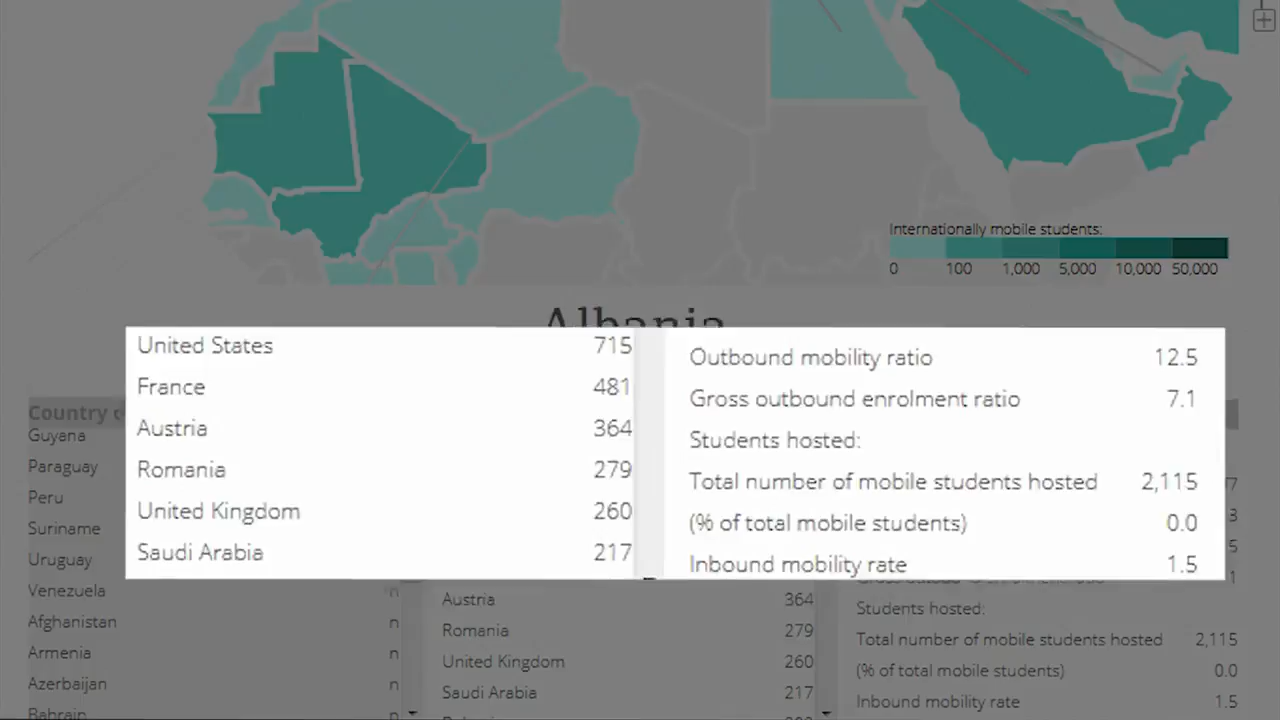 Internationally mobile students:
0 100 1,000 5,000 10,000 50,000
Albania
United States 715
France 481
Austria 364
Romania 279
United Kingdom 260
Saudi Arabia 217
Outbound mobility ratio 12.5
Gross outbound enrolment ratio 7.1
Students hosted:
Total number of mobile students hosted 2,115
(% of total mobile students) 0.0
Inbound mobility rate 1.5
Country
Guyana
Paraguay
Peru
Suriname
Uruguay
Venezuela n
Afghanistan n
Armenia n
Azerbaijan n
Bahrain
Austria 364
Romania 279
United Kingdom 260
Saudi Arabia 217
Students hosted:
Total number of mobile students hosted 2,115
(% of total mobile students) 0.0
Inbound mobility rate 1.5